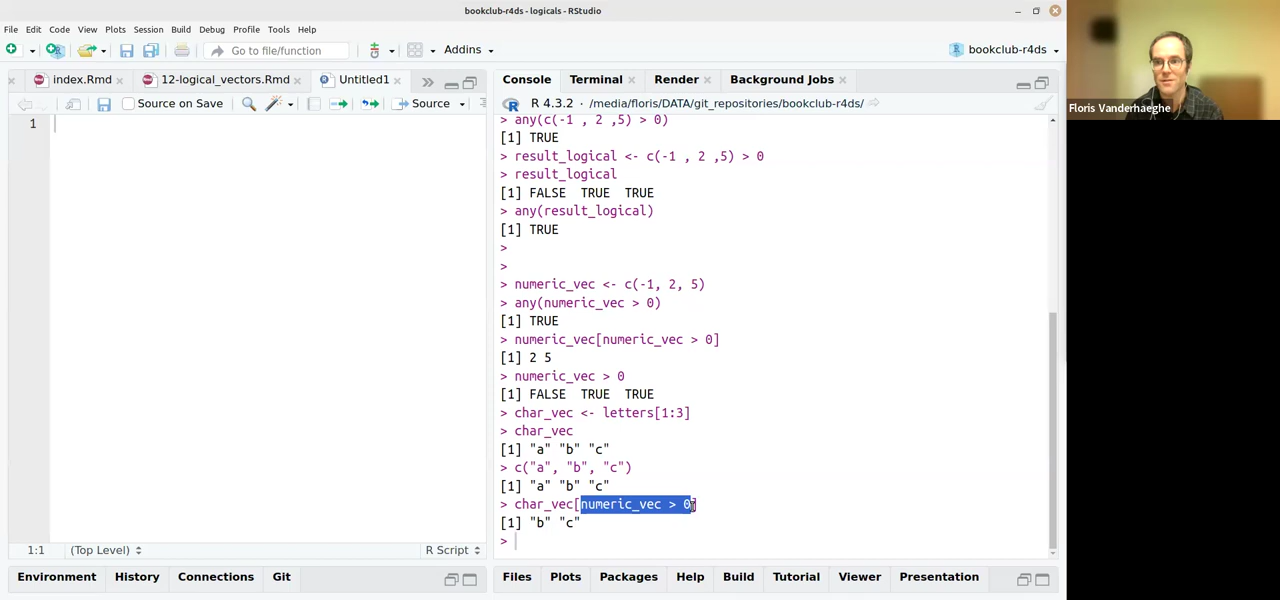 bookclub-r4ds - logicals - RStudio
File Edit Code View Plots Session Build Debug Profile Tools Help
Go to file/function
Addins
bookclub-r4ds
index.Rmd
12-logical_vectors.Rmd
Untitled1
Source on Save
Source
1
1:1
(Top Level)
R Script
Environment
History
Connections
Git
Console
Terminal
Render
Background Jobs
R 4.3.2 · /media/floris/DATA/git_repositories/bookclub-r4ds/
> any(c(-1 , 2 ,5) > 0)
[1] TRUE
> result_logical <- c(-1 , 2 ,5) > 0
> result_logical
[1] FALSE  TRUE  TRUE
> any(result_logical)
[1] TRUE
>
>
> numeric_vec <- c(-1, 2, 5)
> any(numeric_vec > 0)
[1] TRUE
> numeric_vec[numeric_vec > 0]
[1] 2 5
> numeric_vec > 0
[1] FALSE  TRUE  TRUE
> char_vec <- letters[1:3]
> char_vec
[1] "a" "b" "c"
> c("a", "b", "c")
[1] "a" "b" "c"
> char_vec[numeric_vec > 0]
[1] "b" "c"
>
Files
Plots
Packages
Help
Build
Tutorial
Viewer
Presentation
Floris Vanderhaeghe